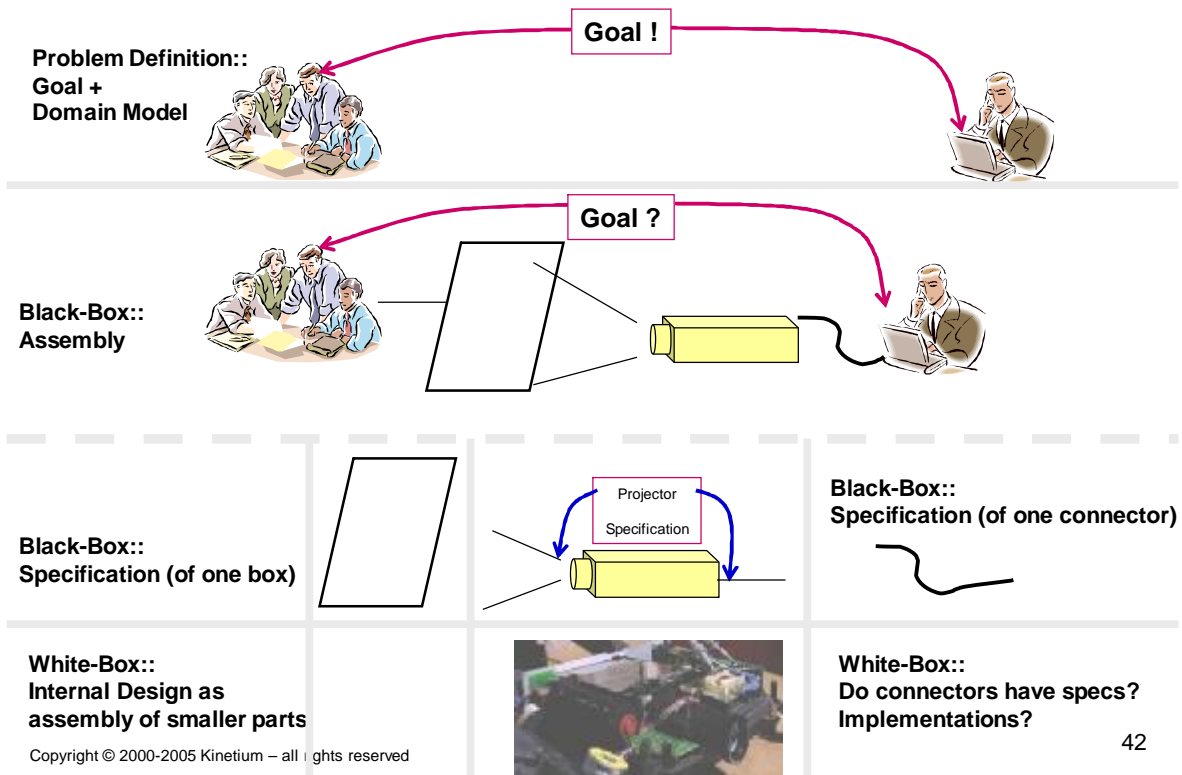 Goal !
Problem Definition::
Goal +
Domain Model
Goal ?
Black-Box::
Assembly
Projector
Specification
Black-Box::
Specification (of one connector)
Black-Box::
Specification (of one box)
White-Box::
Internal Design as
assembly of smaller parts
White-Box::
Do connectors have specs?
Implementations?
Copyright © 2000-2005 Kinetium – all rights reserved
42